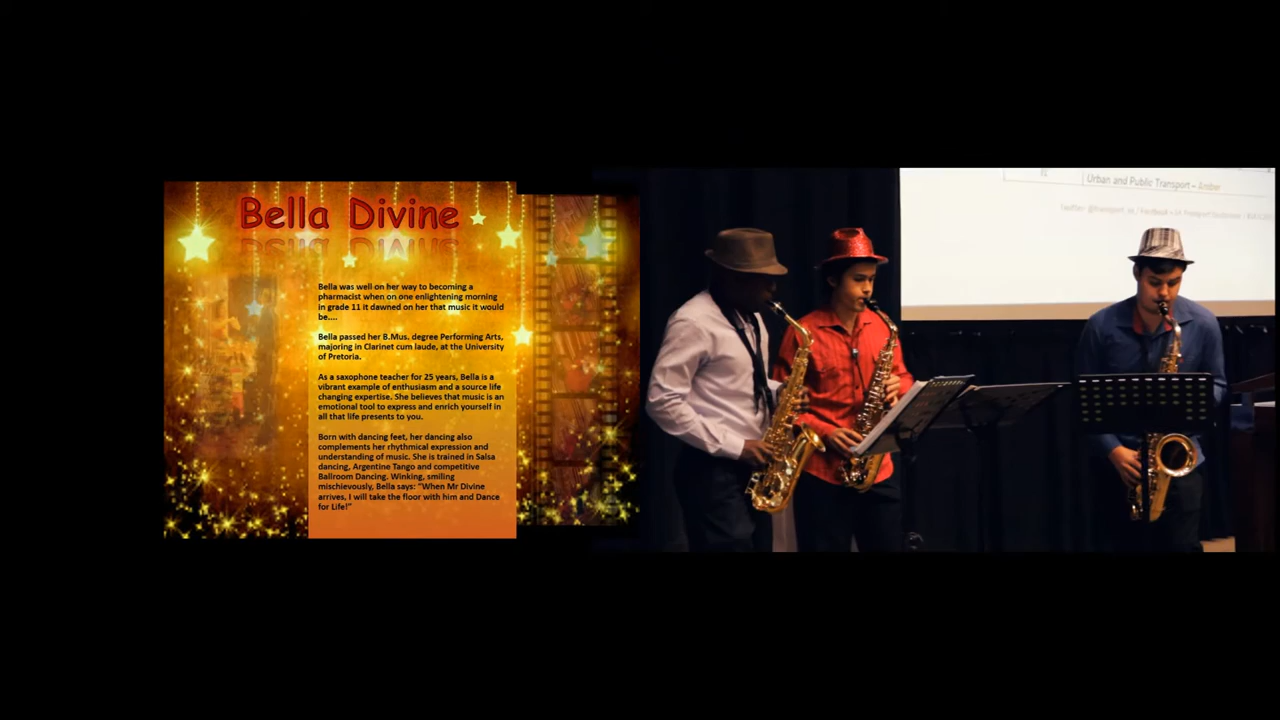 Bella Divine
Bella was well on her way to becoming a
pharmacist when on one enlightening morning
in grade 11 it dawned on her that music it would
be....
Bella passed her B.Mus. degree Performing Arts,
majoring in Clarinet cum laude, at the University
of Pretoria.
As a saxophone teacher for 25 years, Bella is a
vibrant example of enthusiasm and a source life
changing expertise. She believes that music is an
emotional tool to express and enrich yourself in
all that life presents to you.
Born with dancing feet, her dancing also
complements her rhythmical expression and
understanding of music. She is trained in Salsa
dancing, Argentine Tango and competitive
Ballroom Dancing. Winking, smiling
mischievously, Bella says: “When Mr Divine
arrives, I will take the floor with him and Dance
for Life!”
Urban and Public Transport – Amber